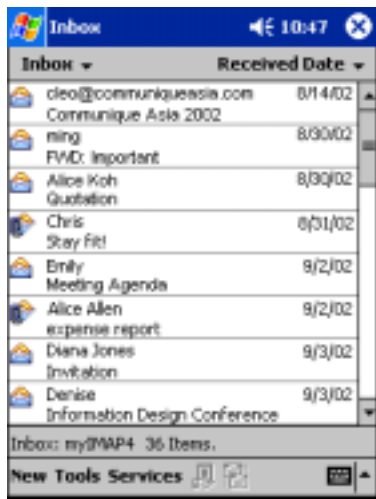 Inbox 10:47
Inbox Received Date
cleo@communiqueasia.com 8/14/02
Communique Asia 2002
ming 8/30/02
FWD: Important
Alice Koh 8/30/02
Quotation
Chris 8/31/02
Stay fit!
Emily 9/2/02
Meeting Agenda
Alice Allen 9/2/02
expense report
Diana Jones 9/3/02
Invitation
Denise 9/3/02
Information Design Conference
Inbox: myIMAP4 36 Items.
New Tools Services